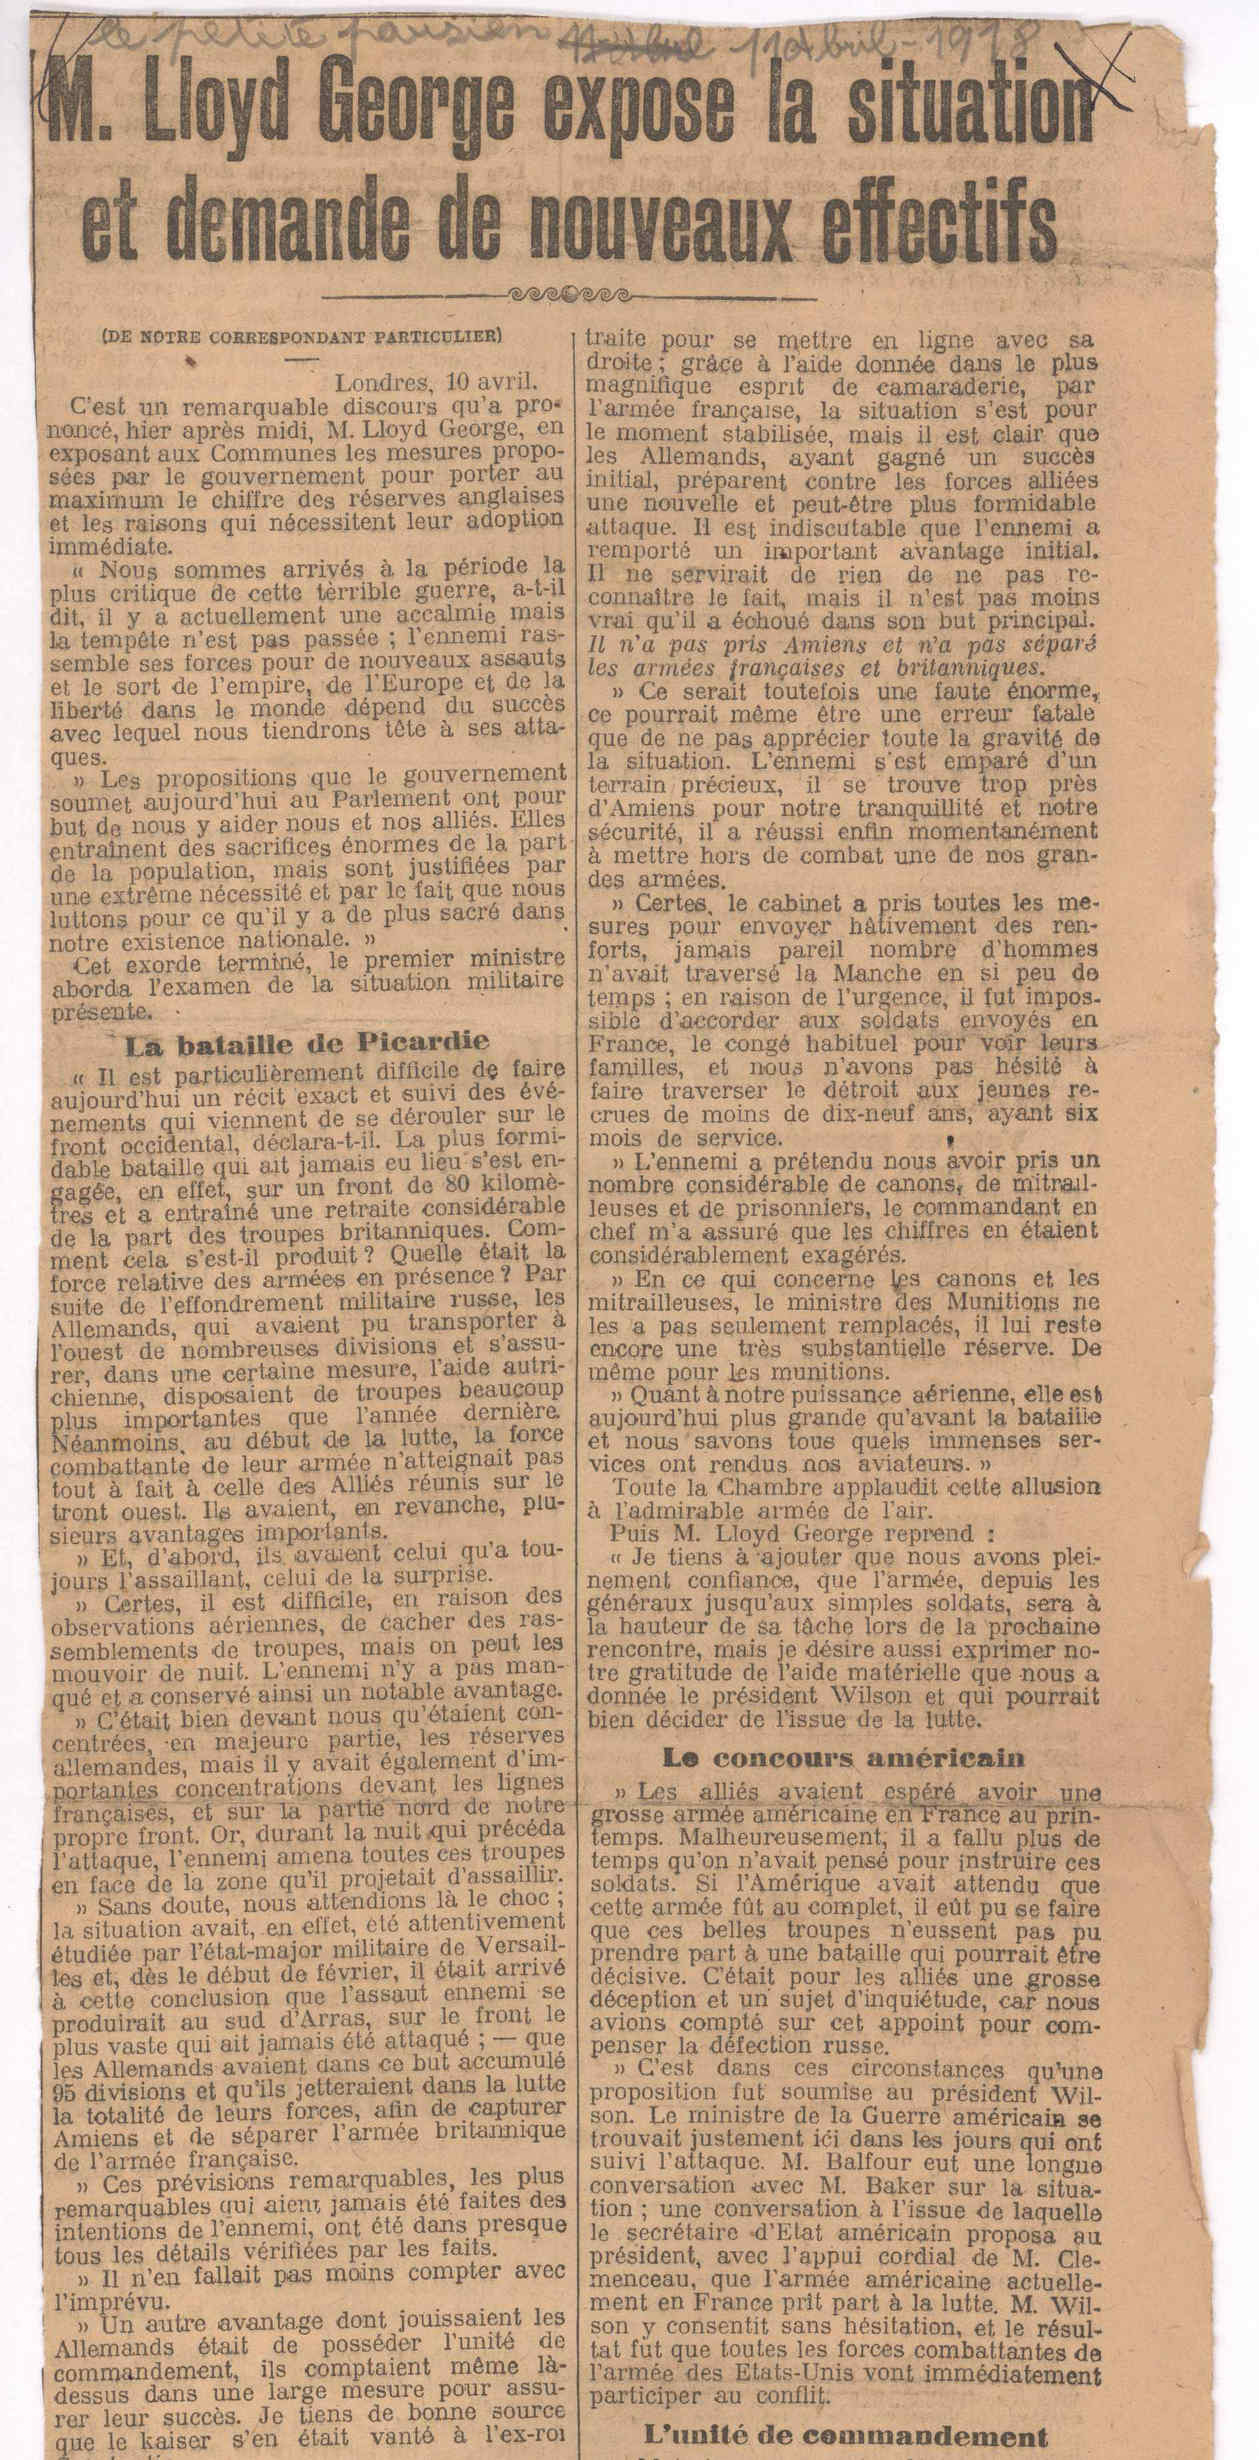 le petite parisien 11 abril - 1918
M. Lloyd George expose la situation
et demande de nouveaux effectifs
(DE NOTRE CORRESPONDANT PARTICULIER)
Londres, 10 avril.
C'est un remarquable discours qu'a pro-
noncé, hier après midi, M. Lloyd George, en
exposant aux Communes les mesures propo-
sées par le gouvernement pour porter au
maximum le chiffre des réserves anglaises
et les raisons qui nécessitent leur adoption
immédiate.
« Nous sommes arrivés à la période la
plus critique de cette terrible guerre, a-t-il
dit, il y a actuellement une accalmie mais
la tempête n'est pas passée ; l'ennemi ras-
semble ses forces pour de nouveaux assauts
et le sort de l'empire, de l'Europe et de la
liberté dans le monde dépend du succès
avec lequel nous tiendrons tête à ses atta-
ques.
» Les propositions que le gouvernement
soumet aujourd'hui au Parlement ont pour
but de nous y aider nous et nos alliés. Elles
entraînent des sacrifices énormes de la part
de la population, mais sont justifiées par
une extrême nécessité et par le fait que nous
luttons pour ce qu'il y a de plus sacré dans
notre existence nationale. »
Cet exorde terminé, le premier ministre
aborda l'examen de la situation militaire
présente.
La bataille de Picardie
« Il est particulièrement difficile de faire
aujourd'hui un récit exact et suivi des évé-
nements qui viennent de se dérouler sur le
front occidental, déclara-t-il. La plus formi-
dable bataille qui ait jamais eu lieu s'est en-
gagée, en effet, sur un front de 80 kilomè-
tres et a entraîné une retraite considérable
de la part des troupes britanniques. Com-
ment cela s'est-il produit ? Quelle était la
force relative des armées en présence ? Par
suite de l'effondrement militaire russe, les
Allemands, qui avaient pu transporter à
l'ouest de nombreuses divisions et s'assu-
rer, dans une certaine mesure, l'aide autri-
chienne, disposaient de troupes beaucoup
plus importantes que l'année dernière.
Néanmoins, au début de la lutte, la force
combattante de leur armée n'atteignait pas
tout à fait à celle des Alliés réunis sur le
front ouest. Ils avaient, en revanche, plu-
sieurs avantages importants.
» Et, d'abord, ils avaient celui qu'a tou-
jours l'assaillant, celui de la surprise.
» Certes, il est difficile, en raison des
observations aériennes, de cacher des ras-
semblements de troupes, mais on peut les
mouvoir de nuit. L'ennemi n'y a pas man-
qué et a conservé ainsi un notable avantage.
» C'était bien devant nous qu'étaient con-
centrées, en majeure partie, les réserves
allemandes, mais il y avait également d'im-
portantes concentrations devant les lignes
françaises, et sur la partie nord de notre
propre front. Or, durant la nuit qui précéda
l'attaque, l'ennemi amena toutes ces troupes
en face de la zone qu'il projetait d'assaillir.
» Sans doute, nous attendions là le choc ;
la situation avait, en effet, été attentivement
étudiée par l'état-major militaire de Versail-
les et, dès le début de février, il était arrivé
à cette conclusion que l'assaut ennemi se
produirait au sud d'Arras, sur le front le
plus vaste qui ait jamais été attaqué ; — que
les Allemands avaient dans ce but accumulé
95 divisions et qu'ils jetteraient dans la lutte
la totalité de leurs forces, afin de capturer
Amiens et de séparer l'armée britannique
de l'armée française.
» Ces prévisions remarquables, les plus
remarquables qui aient jamais été faites des
intentions de l'ennemi, ont été dans presque
tous les détails vérifiées par les faits.
» Il n'en fallait pas moins compter avec
l'imprévu.
» Un autre avantage dont jouissaient les
Allemands était de posséder l'unité de
commandement, ils comptaient même là-
dessus dans une large mesure pour assu-
rer leur succès. Je tiens de bonne source
que le kaiser s'en était vanté à l'ex-roi
traite pour se mettre en ligne avec sa
droite ; grâce à l'aide donnée dans le plus
magnifique esprit de camaraderie, par
l'armée française, la situation s'est pour
le moment stabilisée, mais il est clair que
les Allemands, ayant gagné un succès
initial, préparent contre les forces alliées
une nouvelle et peut-être plus formidable
attaque. Il est indiscutable que l'ennemi a
remporté un important avantage initial.
Il ne servirait de rien de ne pas re-
connaître le fait, mais il n'est pas moins
vrai qu'il a échoué dans son but principal.
Il n'a pas pris Amiens et n'a pas séparé
les armées françaises et britanniques.
» Ce serait toutefois une faute énorme,
ce pourrait même être une erreur fatale
que de ne pas apprécier toute la gravité de
la situation. L'ennemi s'est emparé d'un
terrain précieux, il se trouve trop près
d'Amiens pour notre tranquillité et notre
sécurité, il a réussi enfin momentanément
à mettre hors de combat une de nos gran-
des armées.
» Certes, le cabinet a pris toutes les me-
sures pour envoyer hâtivement des ren-
forts, jamais pareil nombre d'hommes
n'avait traversé la Manche en si peu de
temps ; en raison de l'urgence, il fut impos-
sible d'accorder aux soldats envoyés en
France, le congé habituel pour voir leurs
familles, et nous n'avons pas hésité à
faire traverser le détroit aux jeunes re-
crues de moins de dix-neuf ans, ayant six
mois de service.
» L'ennemi a prétendu nous avoir pris un
nombre considérable de canons, de mitrail-
leuses et de prisonniers, le commandant en
chef m'a assuré que les chiffres en étaient
considérablement exagérés.
» En ce qui concerne les canons et les
mitrailleuses, le ministre des Munitions ne
les a pas seulement remplacés, il lui reste
encore une très substantielle réserve. De
même pour les munitions.
» Quant à notre puissance aérienne, elle est
aujourd'hui plus grande qu'avant la bataille
et nous savons tous quels immenses ser-
vices ont rendus nos aviateurs. »
Toute la Chambre applaudit cette allusion
à l'admirable armée de l'air.
Puis M. Lloyd George reprend :
« Je tiens à ajouter que nous avons plei-
nement confiance, que l'armée, depuis les
généraux jusqu'aux simples soldats, sera à
la hauteur de sa tâche lors de la prochaine
rencontre, mais je désire aussi exprimer no-
tre gratitude de l'aide matérielle que nous a
donnée le président Wilson et qui pourrait
bien décider de l'issue de la lutte.
Le concours américain
» Les alliés avaient espéré avoir une
grosse armée américaine en France au prin-
temps. Malheureusement, il a fallu plus de
temps qu'on n'avait pensé pour instruire ces
soldats. Si l'Amérique avait attendu que
cette armée fût au complet, il eût pu se faire
que ces belles troupes n'eussent pas pu
prendre part à une bataille qui pourrait être
décisive. C'était pour les alliés une grosse
déception et un sujet d'inquiétude, car nous
avions compté sur cet appoint pour com-
penser la défection russe.
» C'est dans ces circonstances qu'une
proposition fut soumise au président Wil-
son. Le ministre de la Guerre américain se
trouvait justement ici dans les jours qui ont
suivi l'attaque. M. Balfour eut une longue
conversation avec M. Baker sur la situa-
tion ; une conversation à l'issue de laquelle
le secrétaire d'Etat américain proposa au
président, avec l'appui cordial de M. Cle-
menceau, que l'armée américaine actuelle-
ment en France prît part à la lutte. M. Wil-
son y consentit sans hésitation, et le résul-
tat fut que toutes les forces combattantes de
l'armée des Etats-Unis vont immédiatement
participer au conflit.
L'unité de commandement